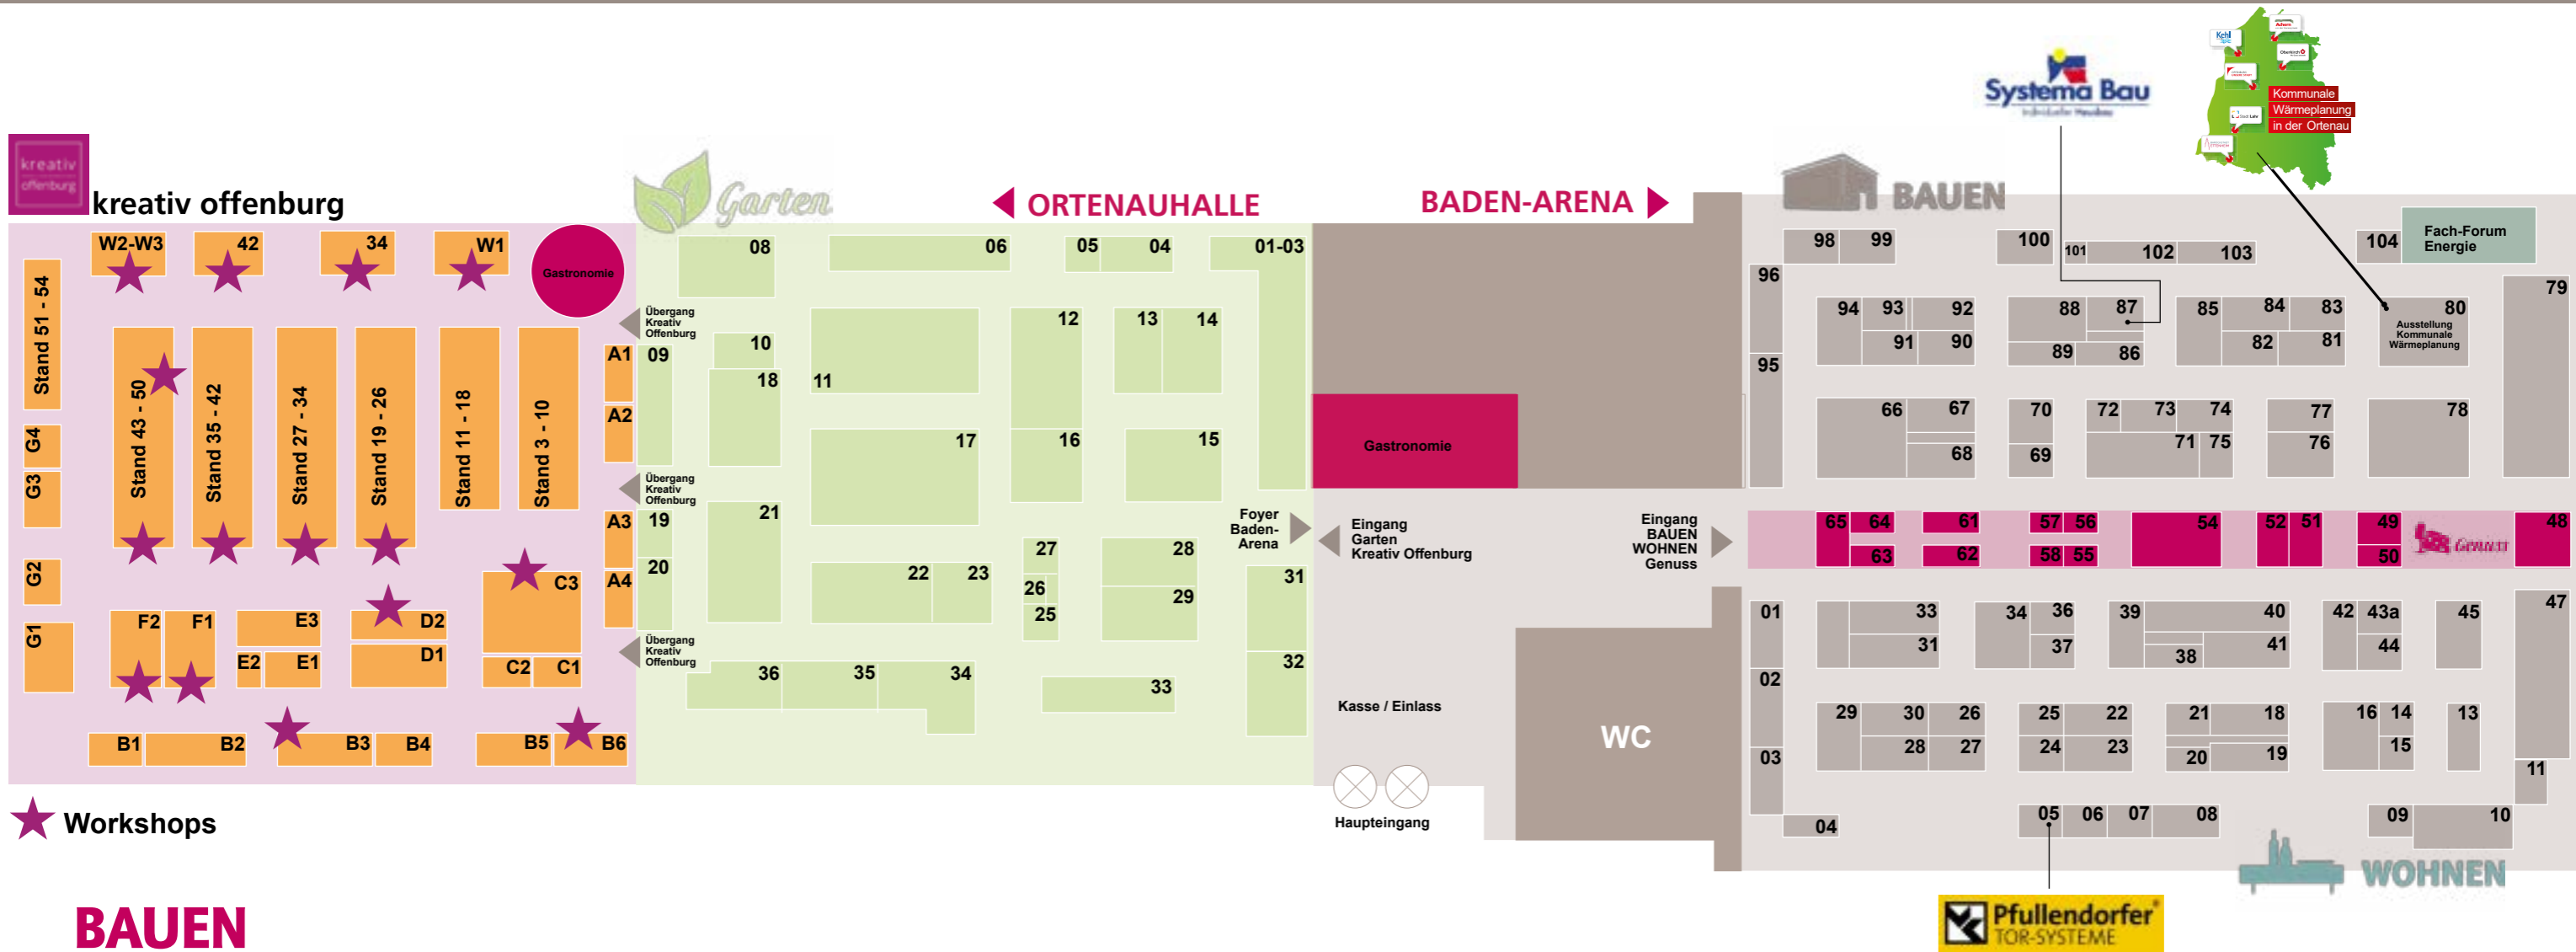 Systema Bau
Kehl
Achern
Oberkirch
Kommunale
Wärmeplanung
in der Ortenau
kreativ
offenburg
kreativ offenburg
Garten
ORTENAUHALLE
BADEN-ARENA
BAUEN
W2-W3
42
34
W1
Gastronomie
08
06
05
04
01-03
98
99
100
101
102
103
104
Fach-Forum
Energie
Stand 51 - 54
Stand 43 - 50
Stand 35 - 42
Stand 27 - 34
Stand 19 - 26
Stand 11 - 18
Stand 3 - 10
G4
G3
G2
G1
Übergang
Kreativ
Offenburg
A1
A2
09
10
18
11
12
13
14
17
16
15
Übergang
Kreativ
Offenburg
A3
A4
19
20
21
22
23
27
26
25
28
29
31
32
Übergang
Kreativ
Offenburg
36
35
34
33
F2
F1
E3
E2
E1
D2
D1
C3
C2
C1
B1
B2
B3
B4
B5
B6
Gastronomie
Foyer
Baden-
Arena
Eingang
Garten
Kreativ Offenburg
Eingang
BAUEN
WOHNEN
Genuss
Kasse / Einlass
WC
Haupteingang
96
95
94
93
92
91
90
88
87
89
86
85
84
83
82
81
80
Ausstellung
Kommunale
Wärmeplanung
79
66
67
68
70
69
72
73
74
71
75
77
76
78
65
64
63
61
62
57
56
58
55
54
52
51
49
50
Genuss
48
01
02
03
04
33
31
34
36
37
39
40
38
41
42
43a
44
45
47
29
30
26
28
27
25
22
24
23
21
18
20
19
16
14
15
13
11
05
06
07
08
09
10
WOHNEN
Pfullendorfer
TOR-SYSTEME
Workshops
BAUEN